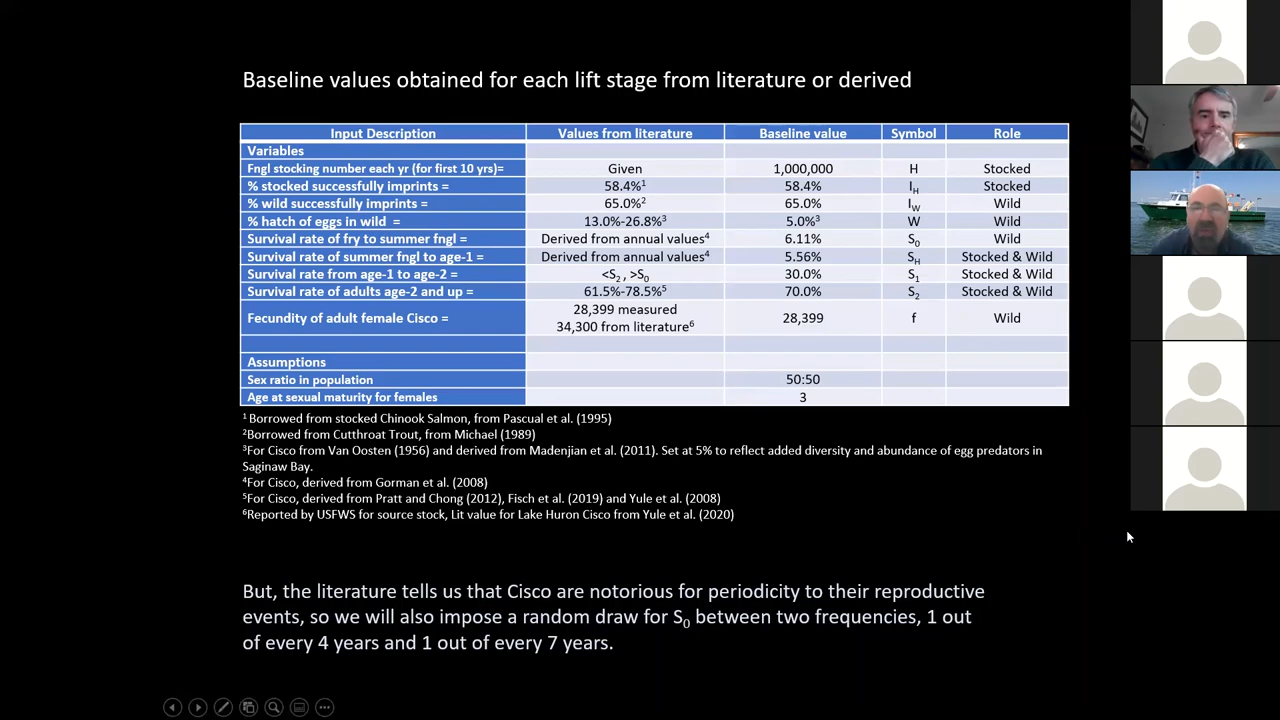 Baseline values obtained for each lift stage from literature or derived
Input Description Values from literature Baseline value Symbol Role
Variables
Fngl stocking number each yr (for first 10 yrs)= Given 1,000,000 H Stocked
% stocked successfully imprints = 58.4%1 58.4% IH Stocked
% wild successfully imprints = 65.0%2 65.0% IW Wild
% hatch of eggs in wild = 13.0%-26.8%3 5.0%3 W Wild
Survival rate of fry to summer fngl = Derived from annual values4 6.11% S0 Wild
Survival rate of summer fngl to age-1 = Derived from annual values4 5.56% SH Stocked & Wild
Survival rate from age-1 to age-2 = <S2 , >S0 30.0% S1 Stocked & Wild
Survival rate of adults age-2 and up = 61.5%-78.5%5 70.0% S2 Stocked & Wild
Fecundity of adult female Cisco = 28,399 measured 34,300 from literature6 28,399 f Wild
Assumptions
Sex ratio in population 50:50
Age at sexual maturity for females 3
1 Borrowed from stocked Chinook Salmon, from Pascual et al. (1995)
2Borrowed from Cutthroat Trout, from Michael (1989)
3For Cisco from Van Oosten (1956) and derived from Madenjian et al. (2011). Set at 5% to reflect added diversity and abundance of egg predators in
Saginaw Bay.
4For Cisco, derived from Gorman et al. (2008)
5For Cisco, derived from Pratt and Chong (2012), Fisch et al. (2019) and Yule et al. (2008)
6Reported by USFWS for source stock, Lit value for Lake Huron Cisco from Yule et al. (2020)
But, the literature tells us that Cisco are notorious for periodicity to their reproductive
events, so we will also impose a random draw for S0 between two frequencies, 1 out
of every 4 years and 1 out of every 7 years.